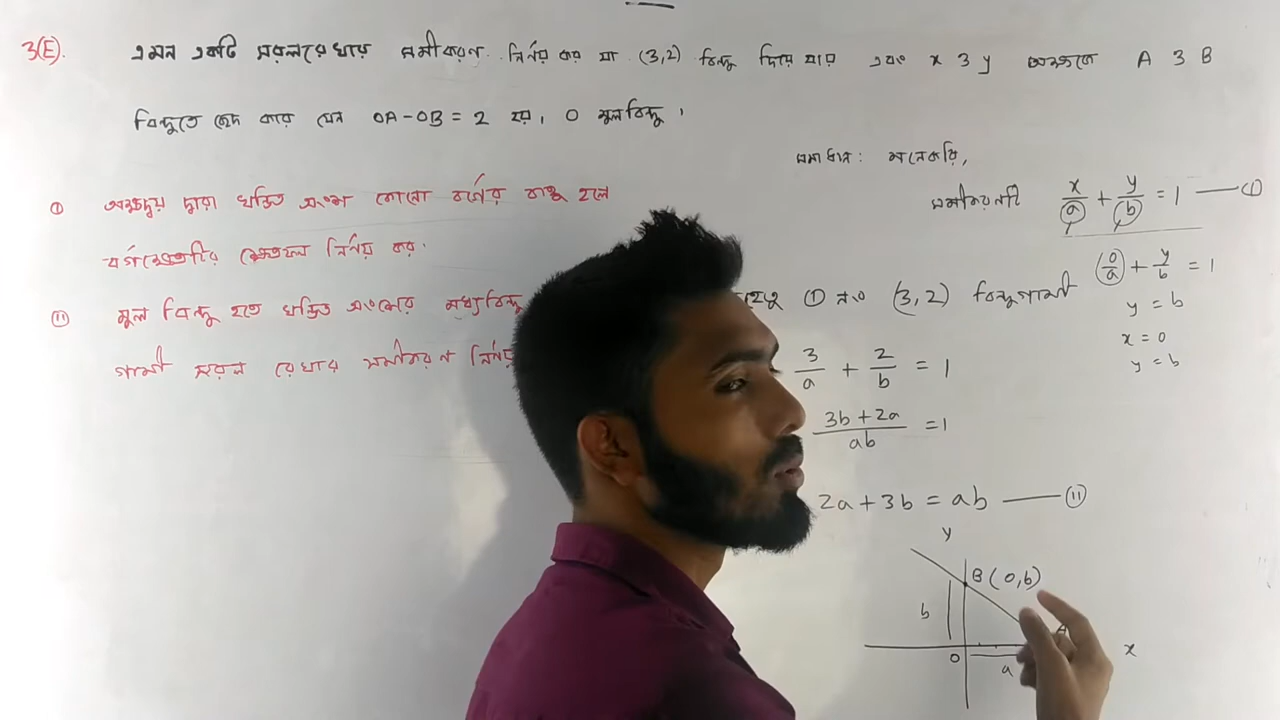 3(E). এমন একটি সরলরেখার সমীকরণ নির্ণয় কর যা (3,2) বিন্দু দিয়ে যায় এবং x ও y অক্ষকে A ও B
বিন্দুতে ছেদ করে যেন OA-OB = 2 হয়, O মূলবিন্দু।
(i) অক্ষদ্বয় দ্বারা খন্ডিত অংশ কোনো বর্গের বাহু হলে
বর্গক্ষেত্রটির ক্ষেত্রফল নির্ণয় কর.
(ii) মূল বিন্দু হতে খন্ডিত অংশের মধ্যবিন্দু
গামী সরল রেখার সমীকরণ নির্ণয়
সমাধান: মনেকরি,
সমীকরণটি x/a + y/b = 1 —— (i)
(i) নং (3,2) বিন্দুগামী
3/a + 2/b = 1
(3b+2a)/ab = 1
2a+3b = ab —— (ii)
0/a + y/b = 1
y = b
x = 0
y = b
y
B(0,b)
b
A
O
a
x